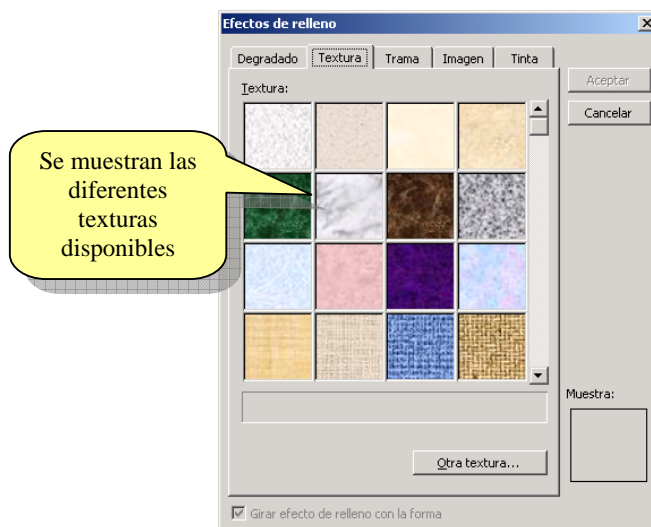 Efectos de relleno
Degradado Textura Trama Imagen Tinta
Aceptar
Textura:
Cancelar
Se muestran las
diferentes
texturas
disponibles
Muestra:
Otra textura...
Girar efecto de relleno con la forma